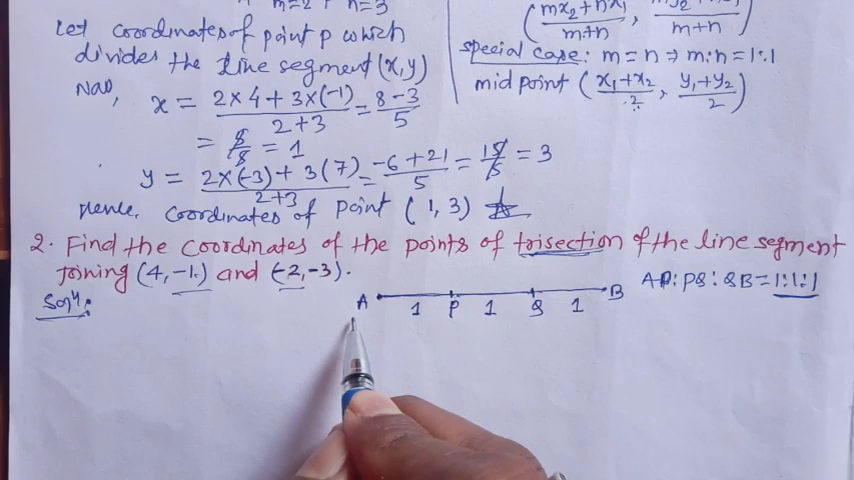 m=2, n=3
Let coordinates of point P which
divides the line segment (x,y)
Now,
x = 2×4+3×(-1)/2+3 = 8-3/5
= 5/5 = 1
y = 2×(-3)+3(7)/2+3 = -6+21/5 = 15/5 = 3
Hence, coordinates of point (1,3)
(mx₂+nx₁/m+n, my₂+ny₁/m+n)
special case: m=n ⇒ m:n=1:1
mid point (x₁+x₂/2, y₁+y₂/2)
2. Find the coordinates of the points of trisection of the line segment
joining (4,-1) and (-2,-3).
Solⁿ:
A 1 P 1 Q 1 B
AP:PQ:QB=1:1:1